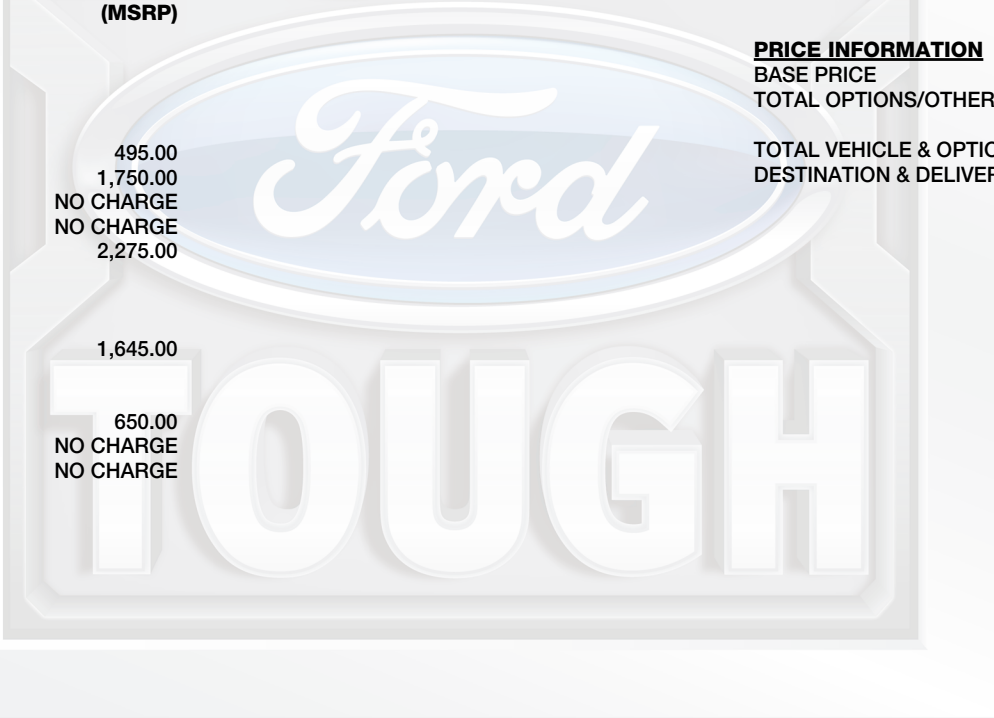 (MSRP)
495.00
1,750.00
NO CHARGE
NO CHARGE
2,275.00
1,645.00
650.00
NO CHARGE
NO CHARGE
PRICE INFORMATION
BASE PRICE
TOTAL OPTIONS/OTHER
TOTAL VEHICLE & OPTIO
DESTINATION & DELIVER
Ford
TOUGH